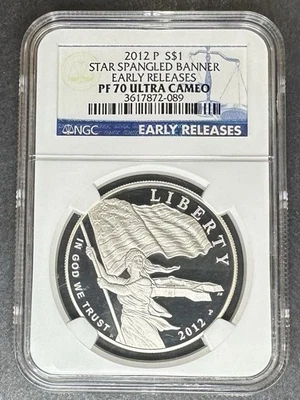 2012 P S$1
STAR SPANGLED BANNER
EARLY RELEASES
PF 70 ULTRA CAMEO
3617872-089
NGC
EARLY RELEASES
LIBERTY
IN GOD WE TRUST
2012
P